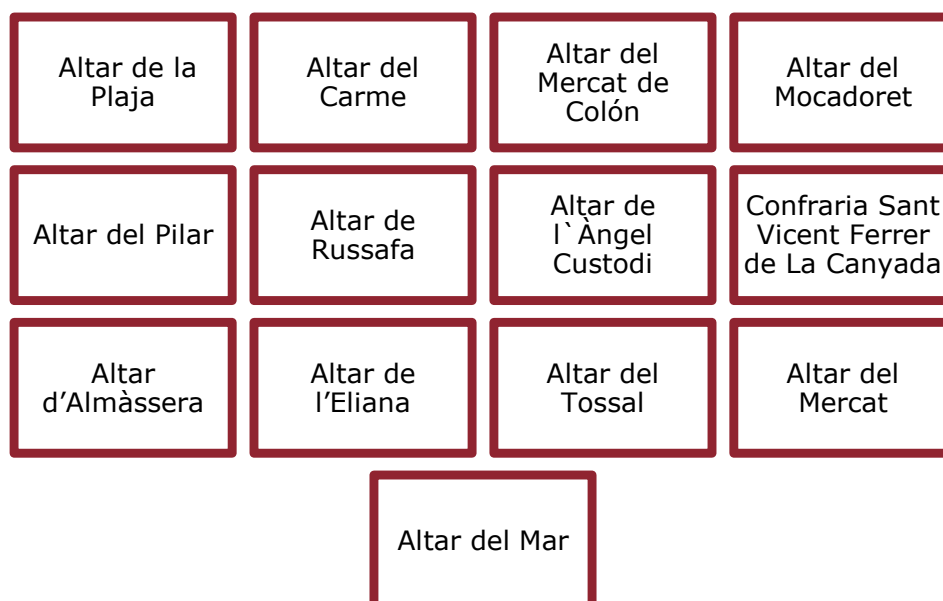 Altar de la
Plaja
Altar del
Carme
Altar del
Mercat de
Colón
Altar del
Mocadoret
Altar del Pilar
Altar de
Russafa
Altar de
l`Àngel
Custodi
Confraria Sant
Vicent Ferrer
de La Canyada
Altar
d’Almàssera
Altar de
l’Eliana
Altar del
Tossal
Altar del
Mercat
Altar del Mar